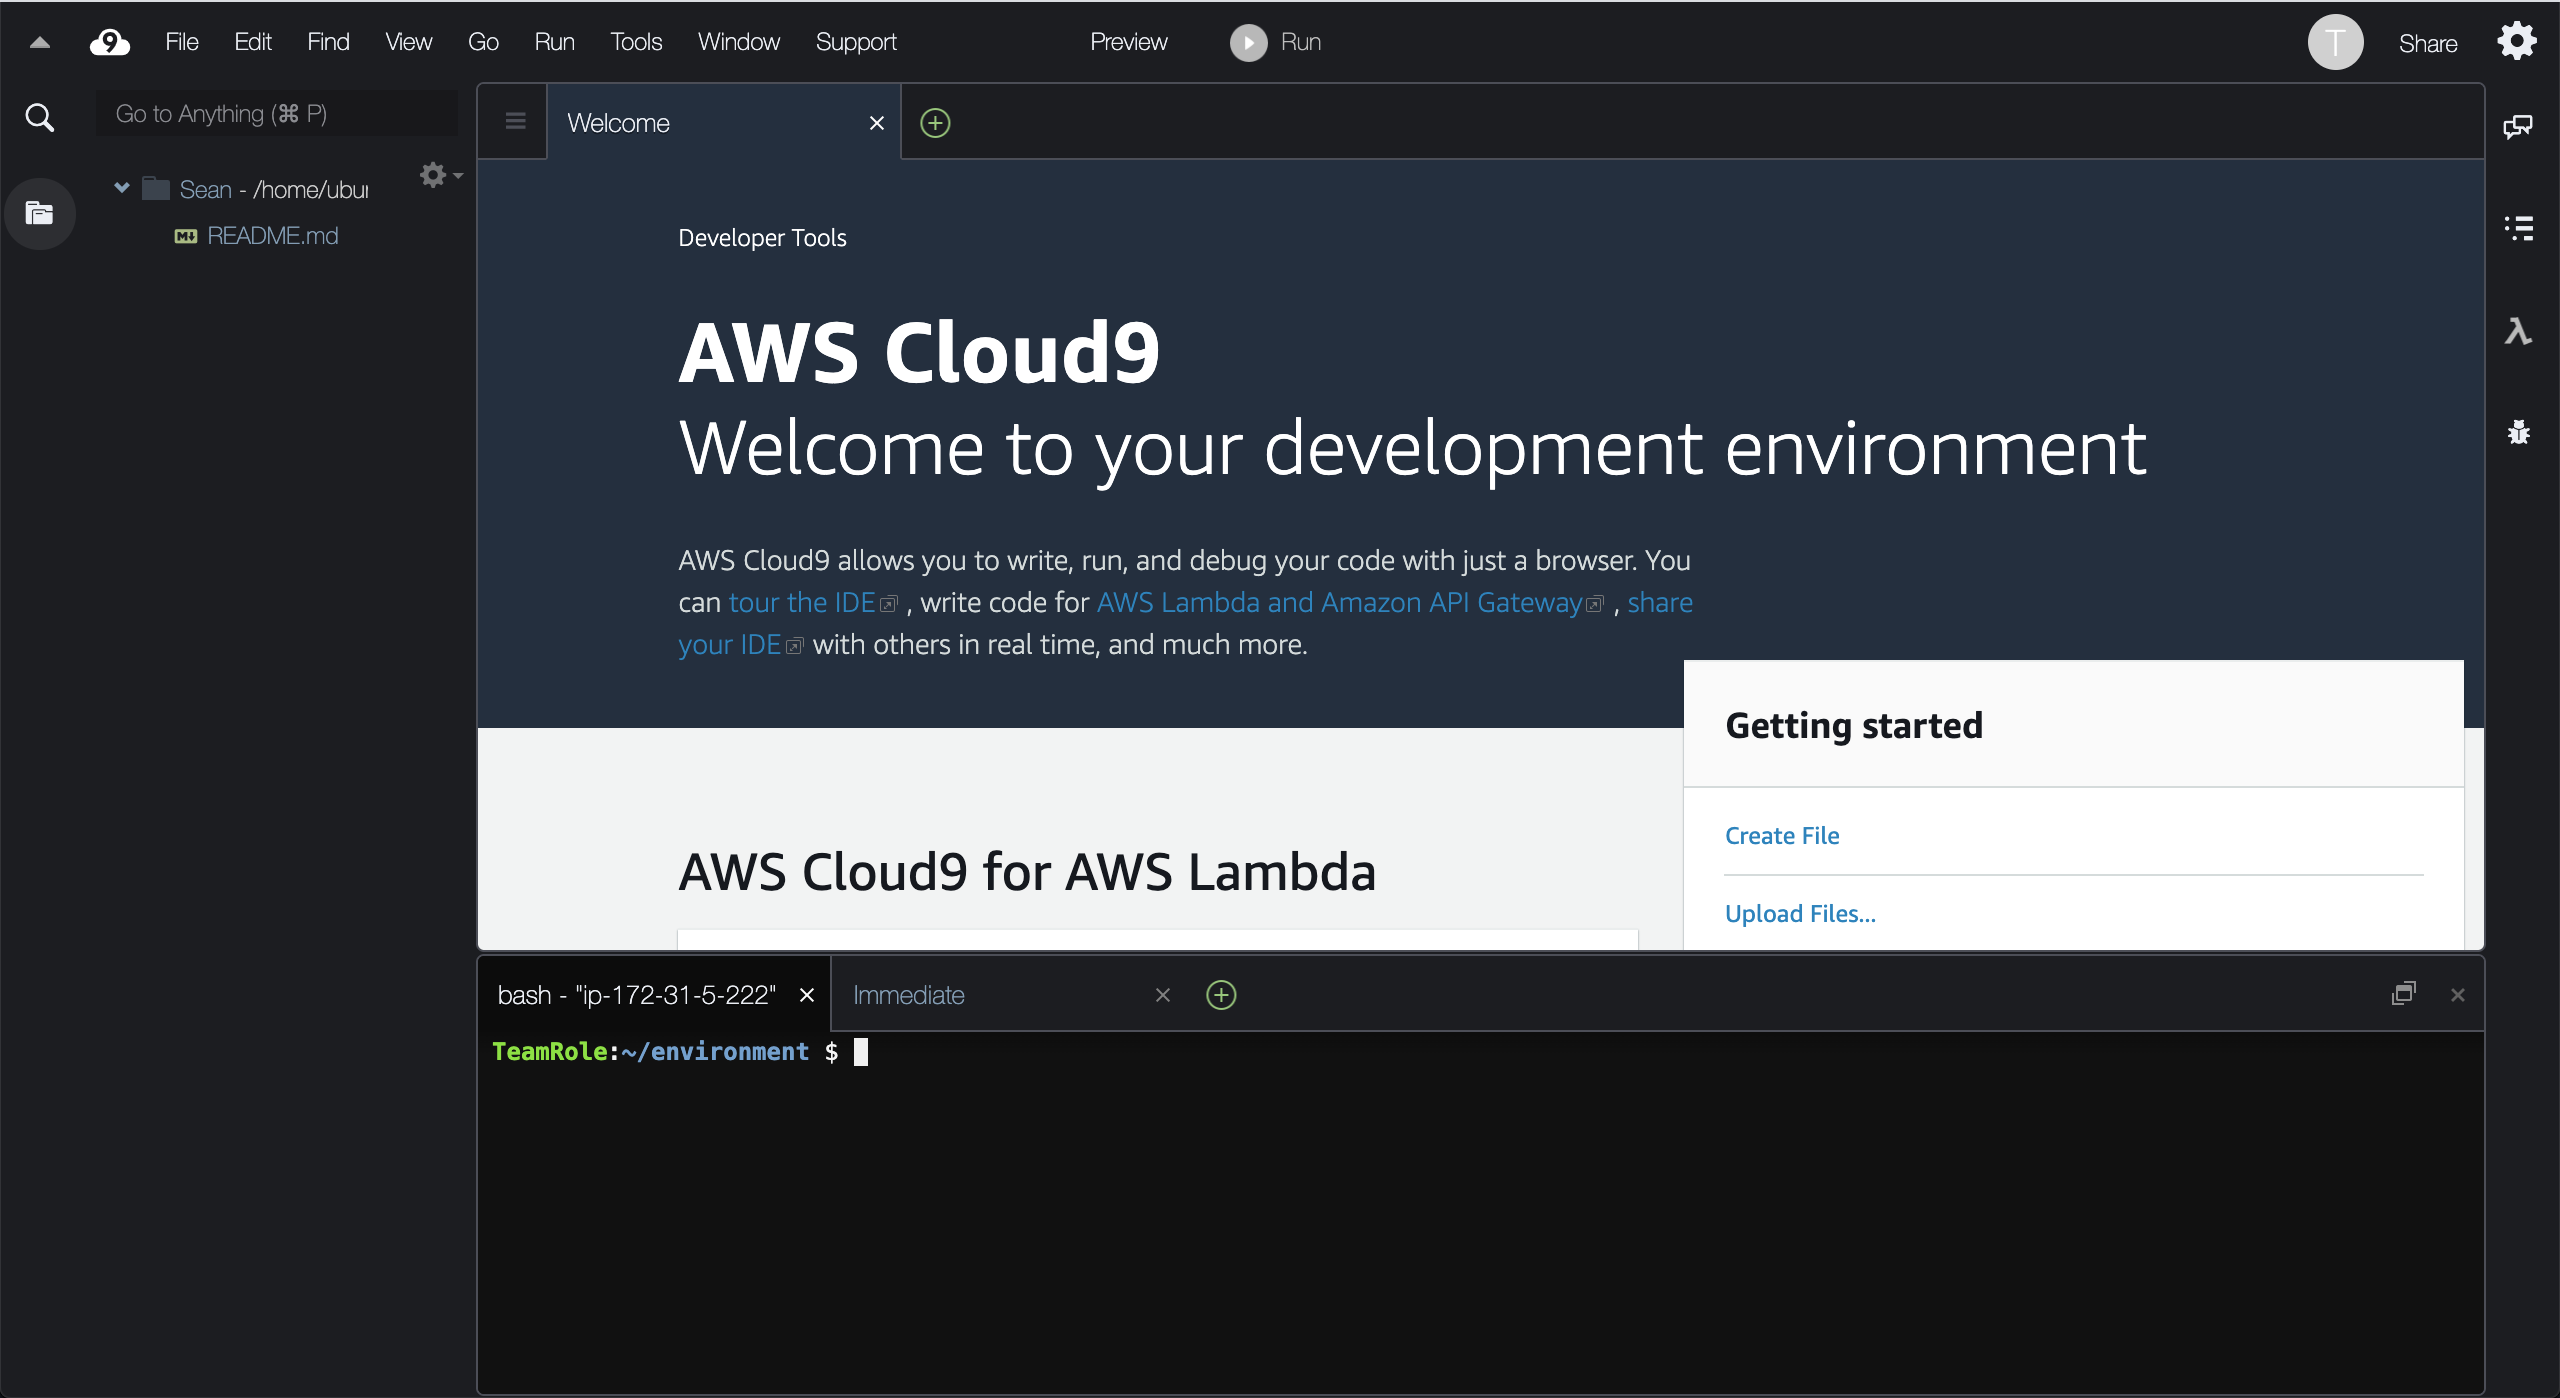 9 File Edit Find View Go Run Tools Window Support Preview Run T Share
Go to Anything (⌘ P)
Sean - /home/ubu
README.md
Welcome
Developer Tools
AWS Cloud9
Welcome to your development environment
AWS Cloud9 allows you to write, run, and debug your code with just a browser. You
can tour the IDE , write code for AWS Lambda and Amazon API Gateway , share
your IDE with others in real time, and much more.
Getting started
Create File
Upload Files...
AWS Cloud9 for AWS Lambda
bash - "ip-172-31-5-222" Immediate
TeamRole:~/environment $